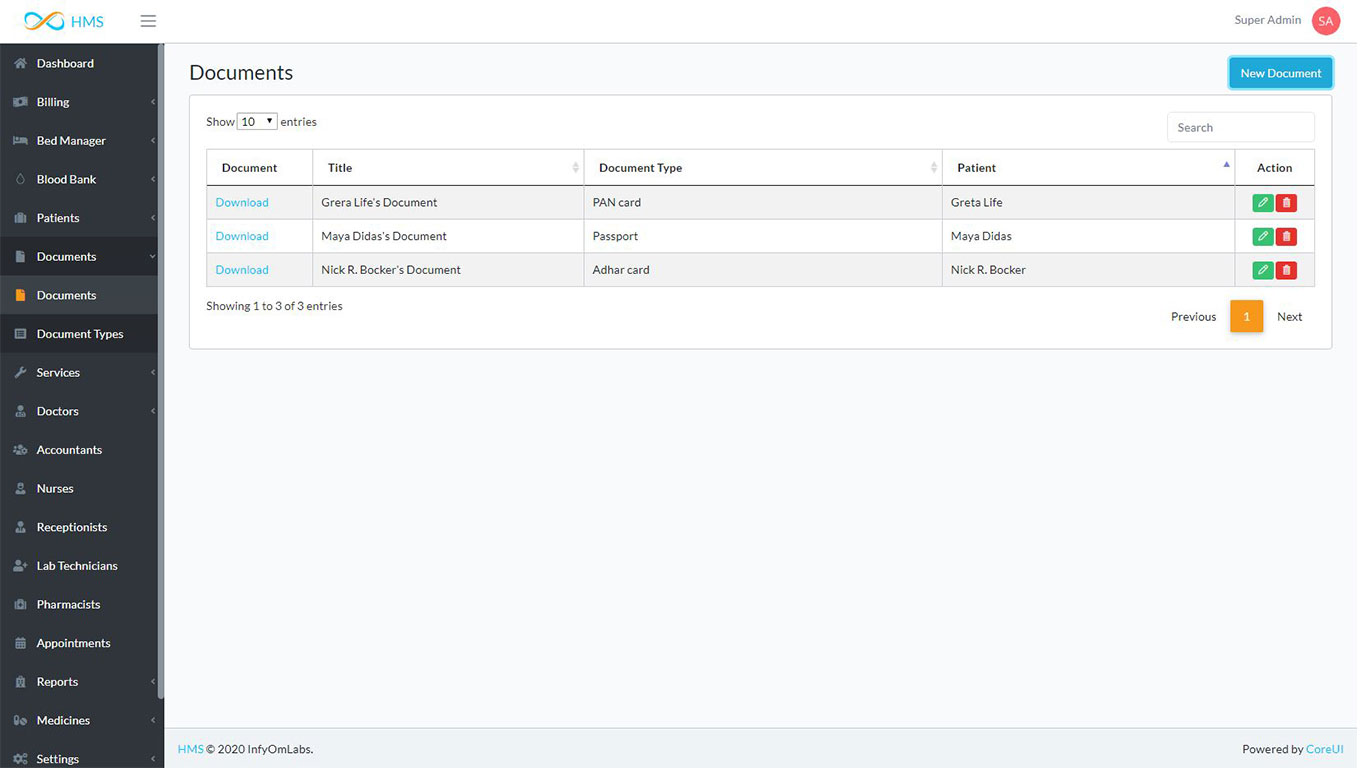 HMS
Super Admin SA
Dashboard
Billing
Bed Manager
Blood Bank
Patients
Documents
Documents
Document Types
Services
Doctors
Accountants
Nurses
Receptionists
Lab Technicians
Pharmacists
Appointments
Reports
Medicines
Settings
Documents
New Document
Show 10 entries
Search
Document Title Document Type Patient Action
Download Grera Life's Document PAN card Greta Life
Download Maya Didas's Document Passport Maya Didas
Download Nick R. Bocker's Document Adhar card Nick R. Bocker
Showing 1 to 3 of 3 entries
Previous 1 Next
HMS © 2020 InfyOmLabs.
Powered by CoreUI